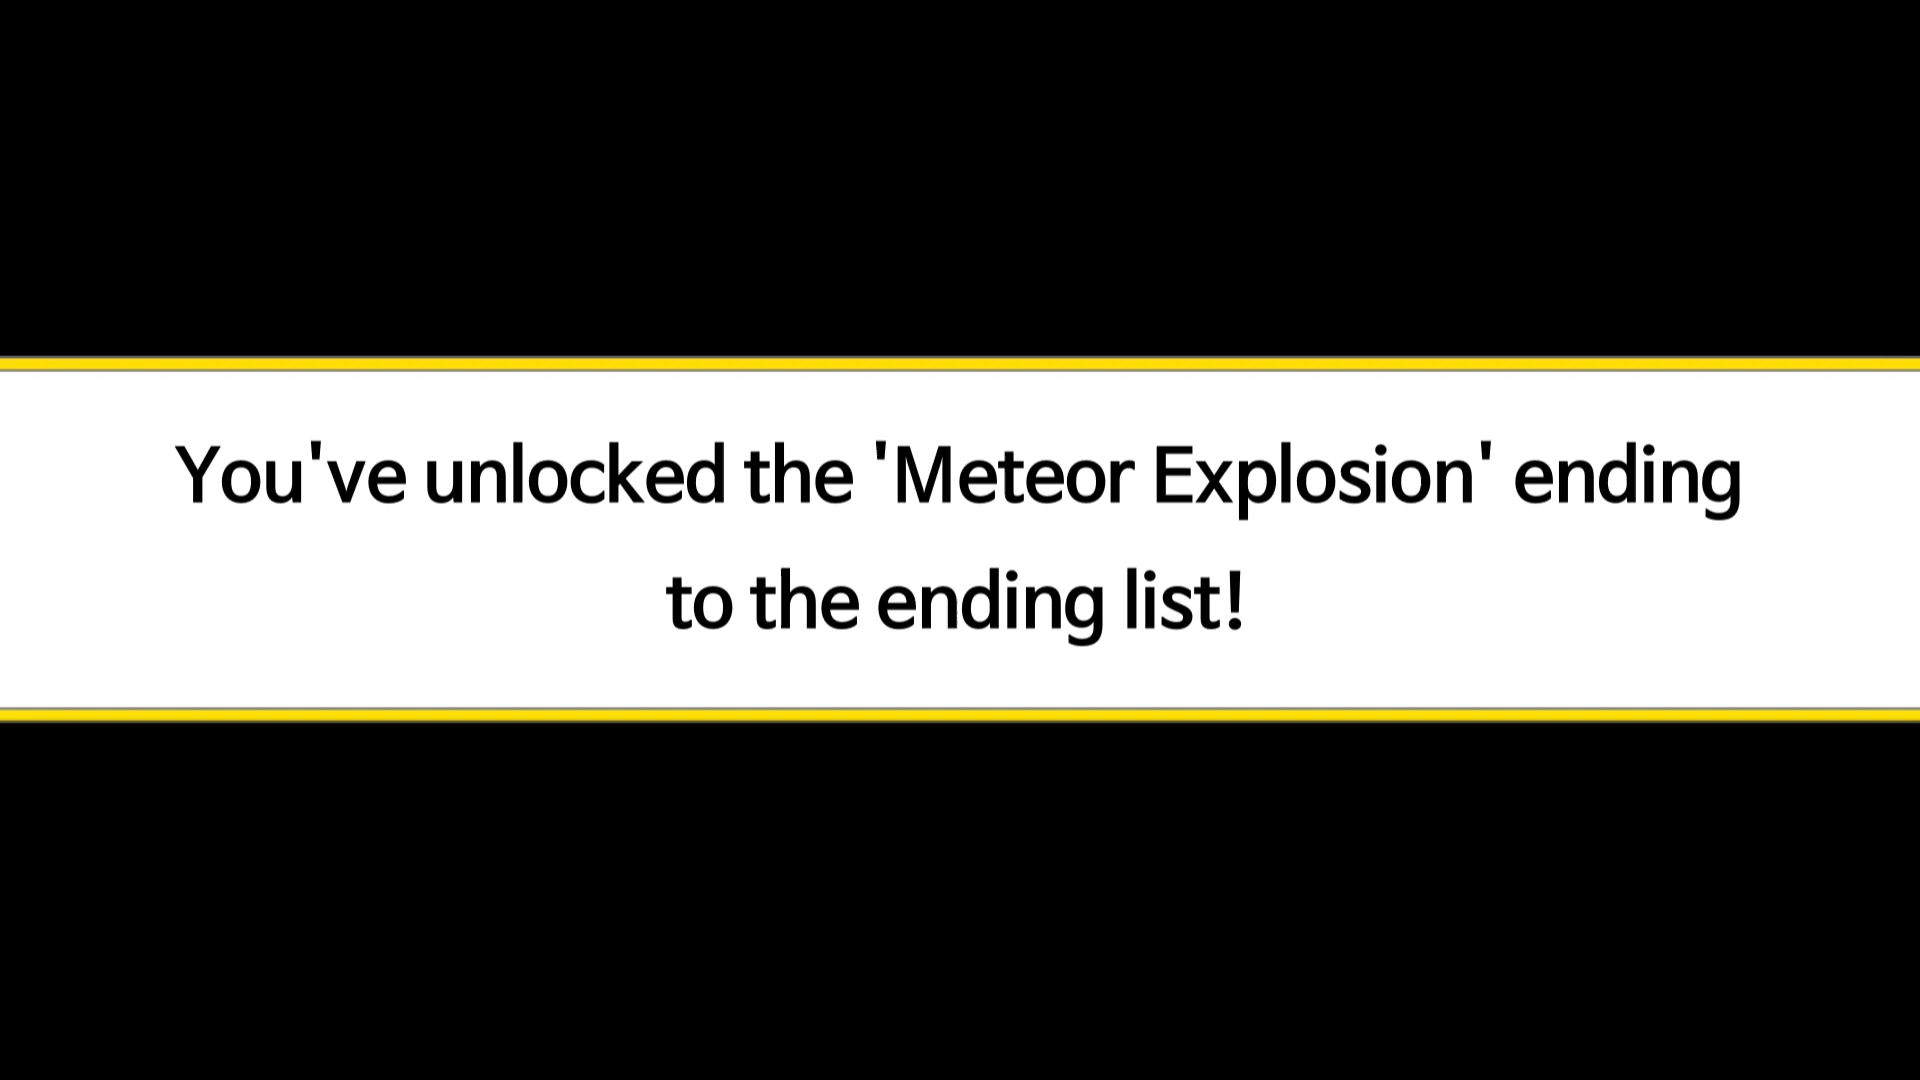 You've unlocked the 'Meteor Explosion' ending
to the ending list!